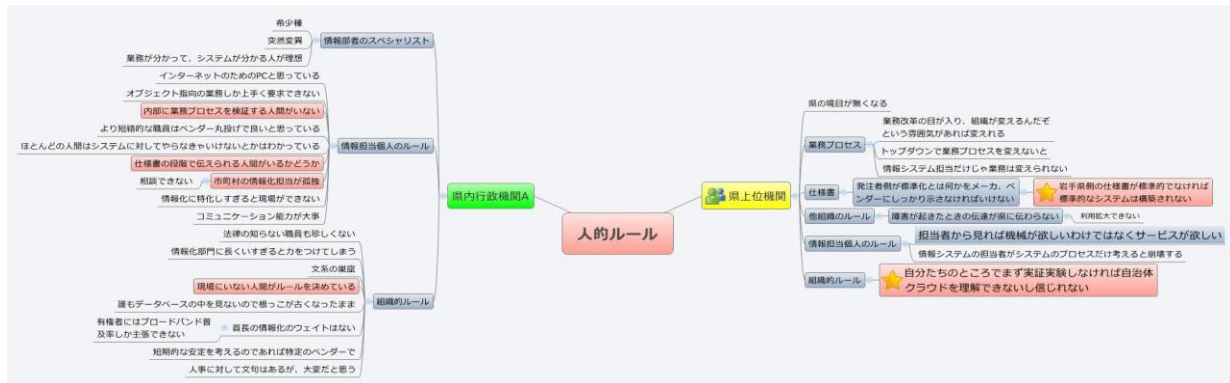 希少種
突然変異
業務が分かって、システムが分かる人が理想
情報部者のスペシャリスト
インターネットのためのPCと思っている
オブジェクト指向の業務しか上手く要求できない
内部に業務プロセスを検証する人間がいない
より短絡的な職員はベンダー丸投げで良いと思っている
ほとんどの人間はシステムに対してやらなきゃいけないとかはわかっている
仕様書の段階で伝えられる人間がいるかどうか
相談できない
市町村の情報化担当が孤独
情報化に特化しすぎると現場ができない
コミュニケーション能力が大事
情報担当個人のルール
法律の知らない職員も珍しくない
情報化部門に長くいすぎると力をつけてしまう
文系の巣窟
現場にいない人間がルールを決めている
誰もデータベースの中を見ないので根っこが古くなったまま
有権者にはブロードバンド普
及率しか主張できない
首長の情報化のウェイトはない
短期的な安定を考えるのであれば特定のベンダーで
人事に対して文句はあるが、大変だと思う
組織的ルール
県内行政機関A
人的ルール
県上位機関
県の境目が無くなる
業務プロセス
業務改革の目が入り、組織が変えるんだぞ
という雰囲気があれば変えれる
トップダウンで業務プロセスを変えないと
情報システム担当だけじゃ業務は変えられない
仕様書
発注者側が標準化とは何かをメーカ、ベ
ンダーにしっかり示さなければいけない
岩手県側の仕様書が標準的でなければ
標準的なシステムは構築されない
他組織のルール
障害が起きたときの伝達が県に伝わらない
利用拡大できない
情報担当個人のルール
担当者から見れば機械が欲しいわけではなくサービスが欲しい
情報システムの担当者がシステムのプロセスだけ考えると崩壊する
組織的ルール
自分たちのところでまず実証実験しなければ自治体
クラウドを理解できないし信じれない